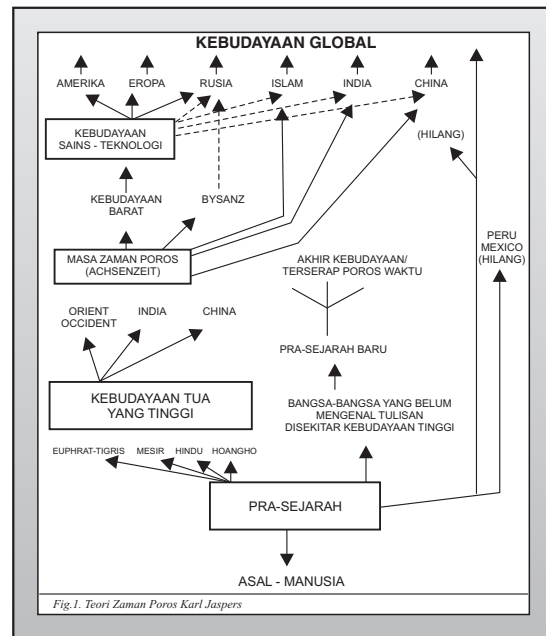 KEBUDAYAAN GLOBAL
AMERIKA
EROPA
RUSIA
ISLAM
INDIA
CHINA
KEBUDAYAAN
SAINS - TEKNOLOGI
(HILANG)
KEBUDAYAAN
BARAT
BYSANZ
MASA ZAMAN POROS
(ACHSENZEIT)
AKHIR KEBUDAYAAN/
TERSERAP POROS WAKTU
PERU
MEXICO
(HILANG)
ORIENT
OCCIDENT
INDIA
CHINA
PRA-SEJARAH BARU
KEBUDAYAAN TUA
YANG TINGGI
BANGSA-BANGSA YANG BELUM
MENGENAL TULISAN
DISEKITAR KEBUDAYAAN TINGGI
EUPHRAT-TIGRIS
MESIR
HINDU
HOANGHO
PRA-SEJARAH
ASAL - MANUSIA
Fig.1. Teori Zaman Poros Karl Jaspers